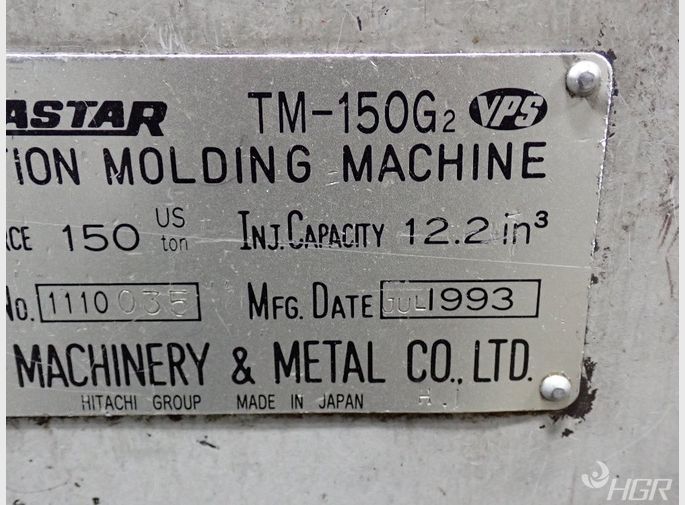 ASTAR TM-150G2 VPS
TION MOLDING MACHINE
RCE 150 US ton INJ. CAPACITY 12.2 in³
No. 1110035 MFG. DATE JUL 1993
MACHINERY & METAL CO., LTD.
HITACHI GROUP MADE IN JAPAN H.I
HGR